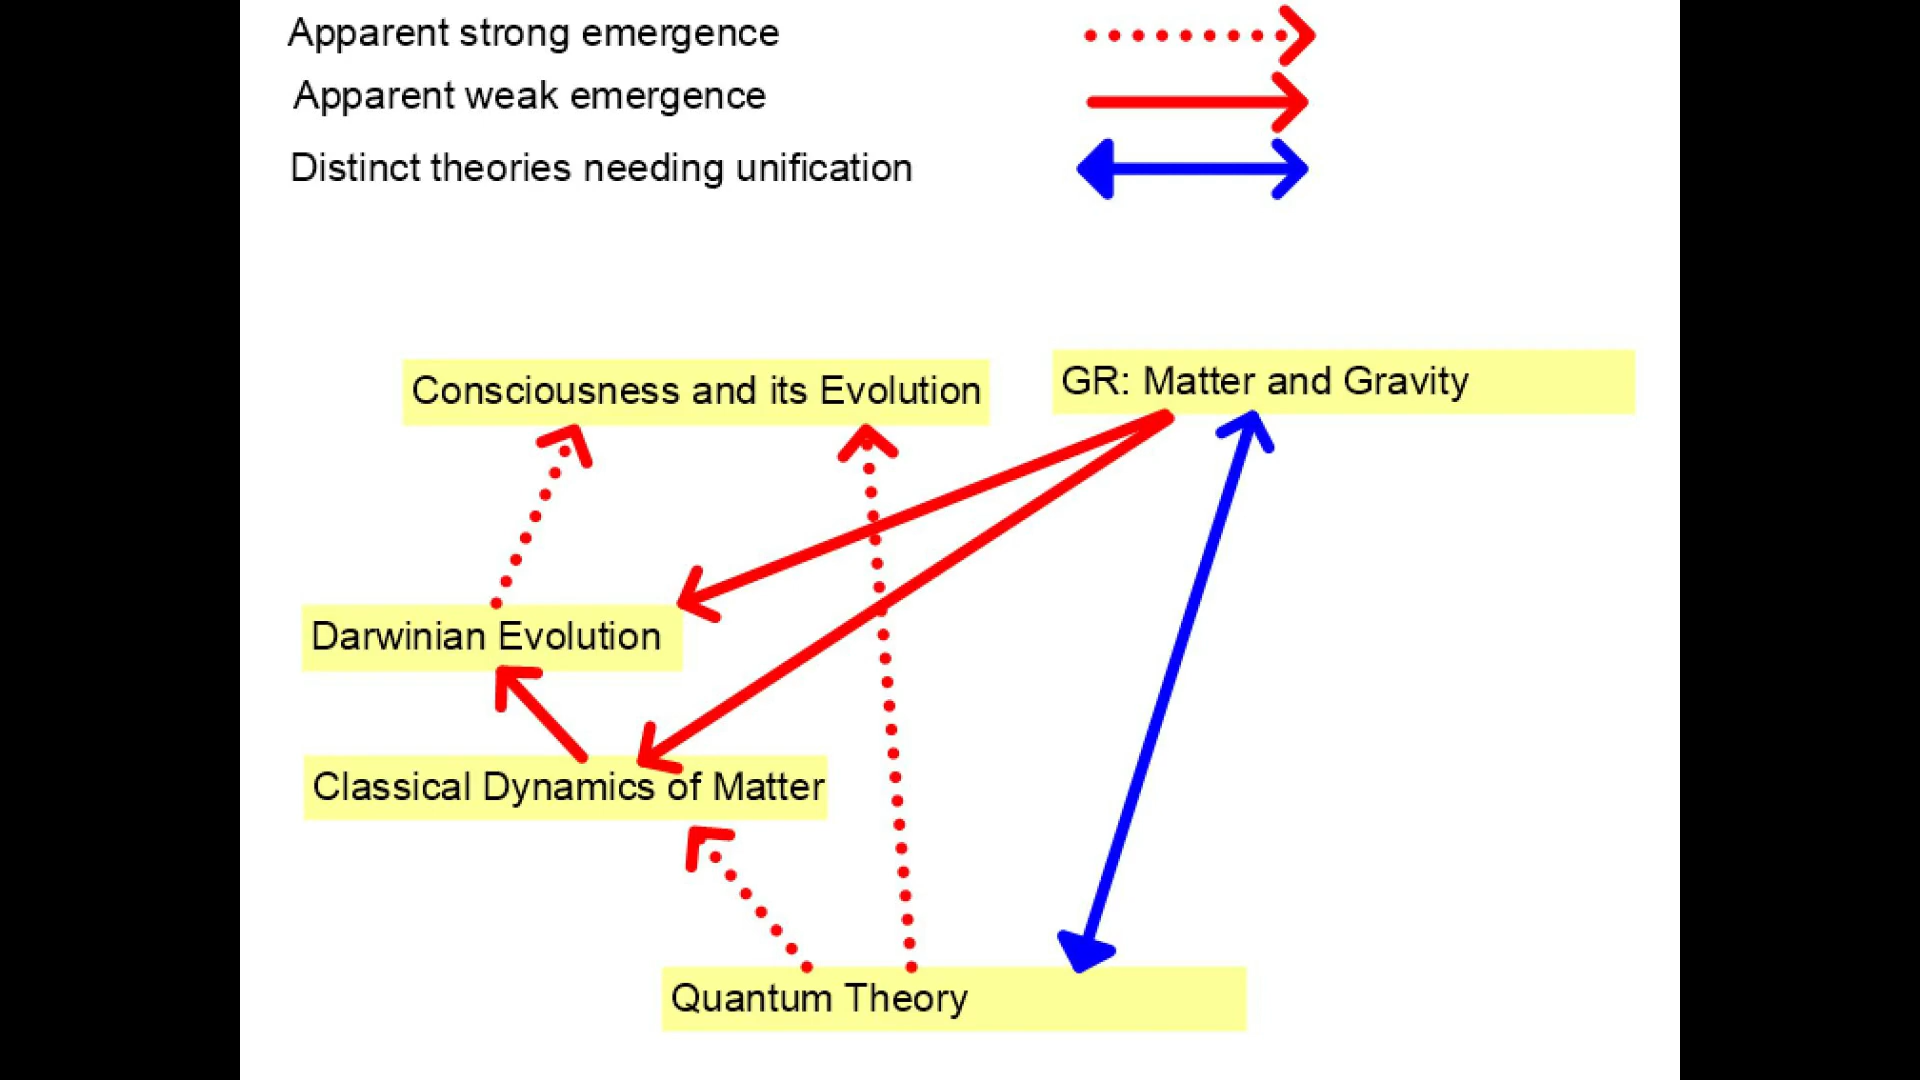 Apparent strong emergence
Apparent weak emergence
Distinct theories needing unification
Consciousness and its Evolution
GR: Matter and Gravity
Darwinian Evolution
Classical Dynamics of Matter
Quantum Theory